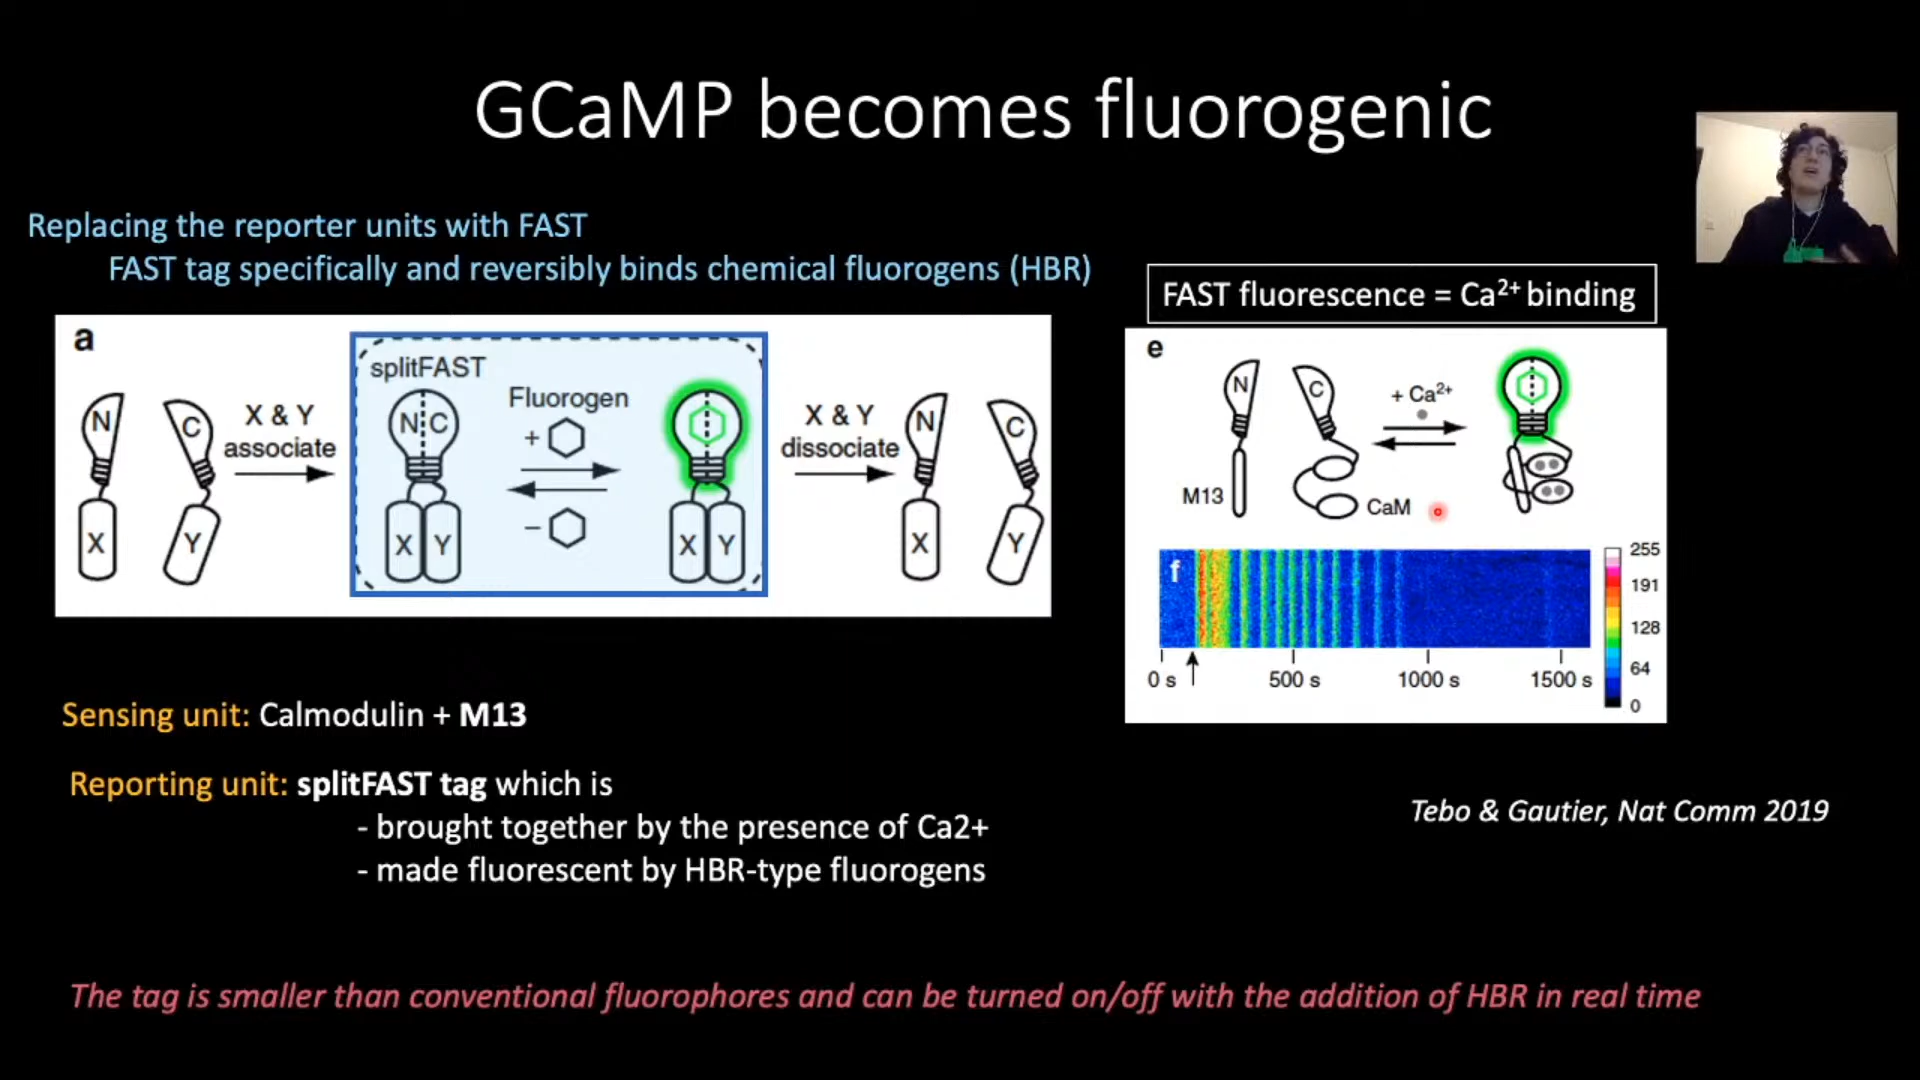 GCaMP becomes fluorogenic
Replacing the reporter units with FAST
FAST tag specifically and reversibly binds chemical fluorogens (HBR)
FAST fluorescence = Ca²⁺ binding
a
N
C
X & Y
associate
X
Y
splitFAST
N C
Fluorogen
+
−
X Y
X Y
X & Y
dissociate
N
C
X
Y
e
N
C
+ Ca²⁺
M13
CaM
f
0 s
500 s
1000 s
1500 s
255
191
128
64
0
Sensing unit: Calmodulin + M13
Reporting unit: splitFAST tag which is
- brought together by the presence of Ca2+
- made fluorescent by HBR-type fluorogens
Tebo & Gautier, Nat Comm 2019
The tag is smaller than conventional fluorophores and can be turned on/off with the addition of HBR in real time